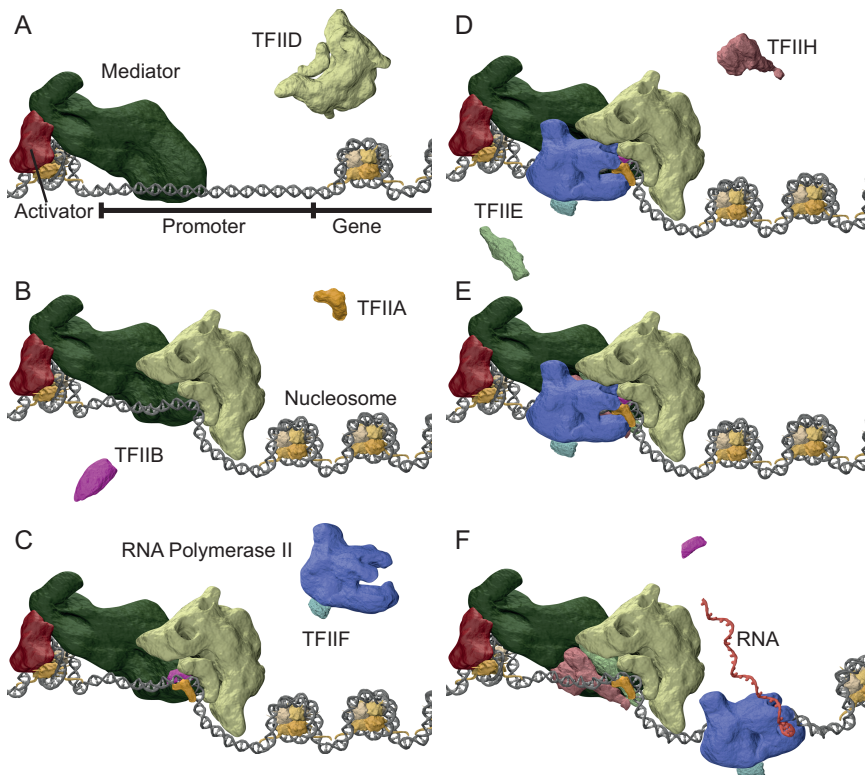 A
TFIID
Mediator
Activator
Promoter
Gene
B
TFIIA
Nucleosome
TFIIB
C
RNA Polymerase II
TFIIF
D
TFIIH
TFIIE
E
F
RNA